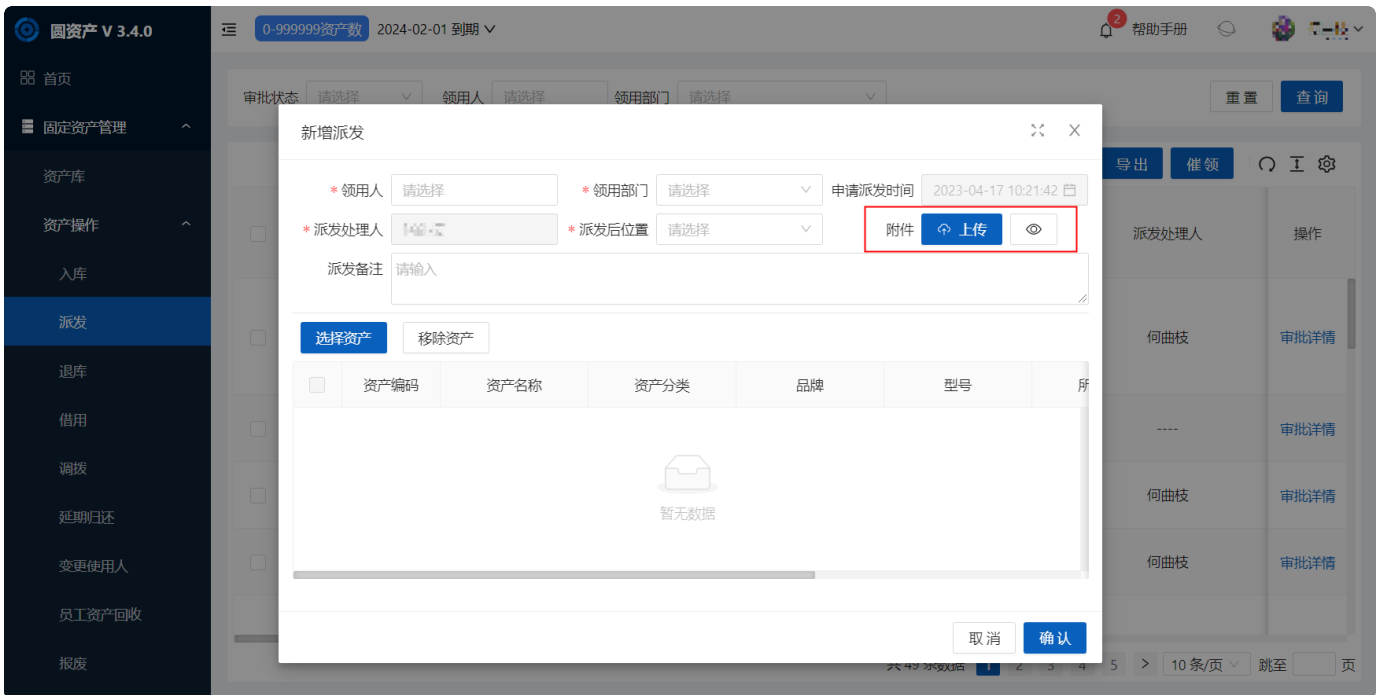 圆资产 V 3.4.0
0-999999资产数 2024-02-01 到期
2
帮助手册
首页
固定资产管理
资产库
资产操作
入库
派发
退库
借用
调拨
延期归还
变更使用人
员工资产回收
报废
审批状态 请选择 领用人 请选择 领用部门 请选择 重置 查询
导出 催领
派发处理人 操作
何曲枝 审批详情
---- 审批详情
何曲枝 审批详情
何曲枝 审批详情
新增派发
* 领用人 请选择 * 领用部门 请选择 申请派发时间 2023-04-17 10:21:42
* 派发处理人 * 派发后位置 请选择 附件 上传
派发备注 请输入
选择资产 移除资产
资产编码 资产名称 资产分类 品牌 型号 所
暂无数据
取消 确认
共 49 条数据 1 2 3 4 5 10 条/页 跳至 页